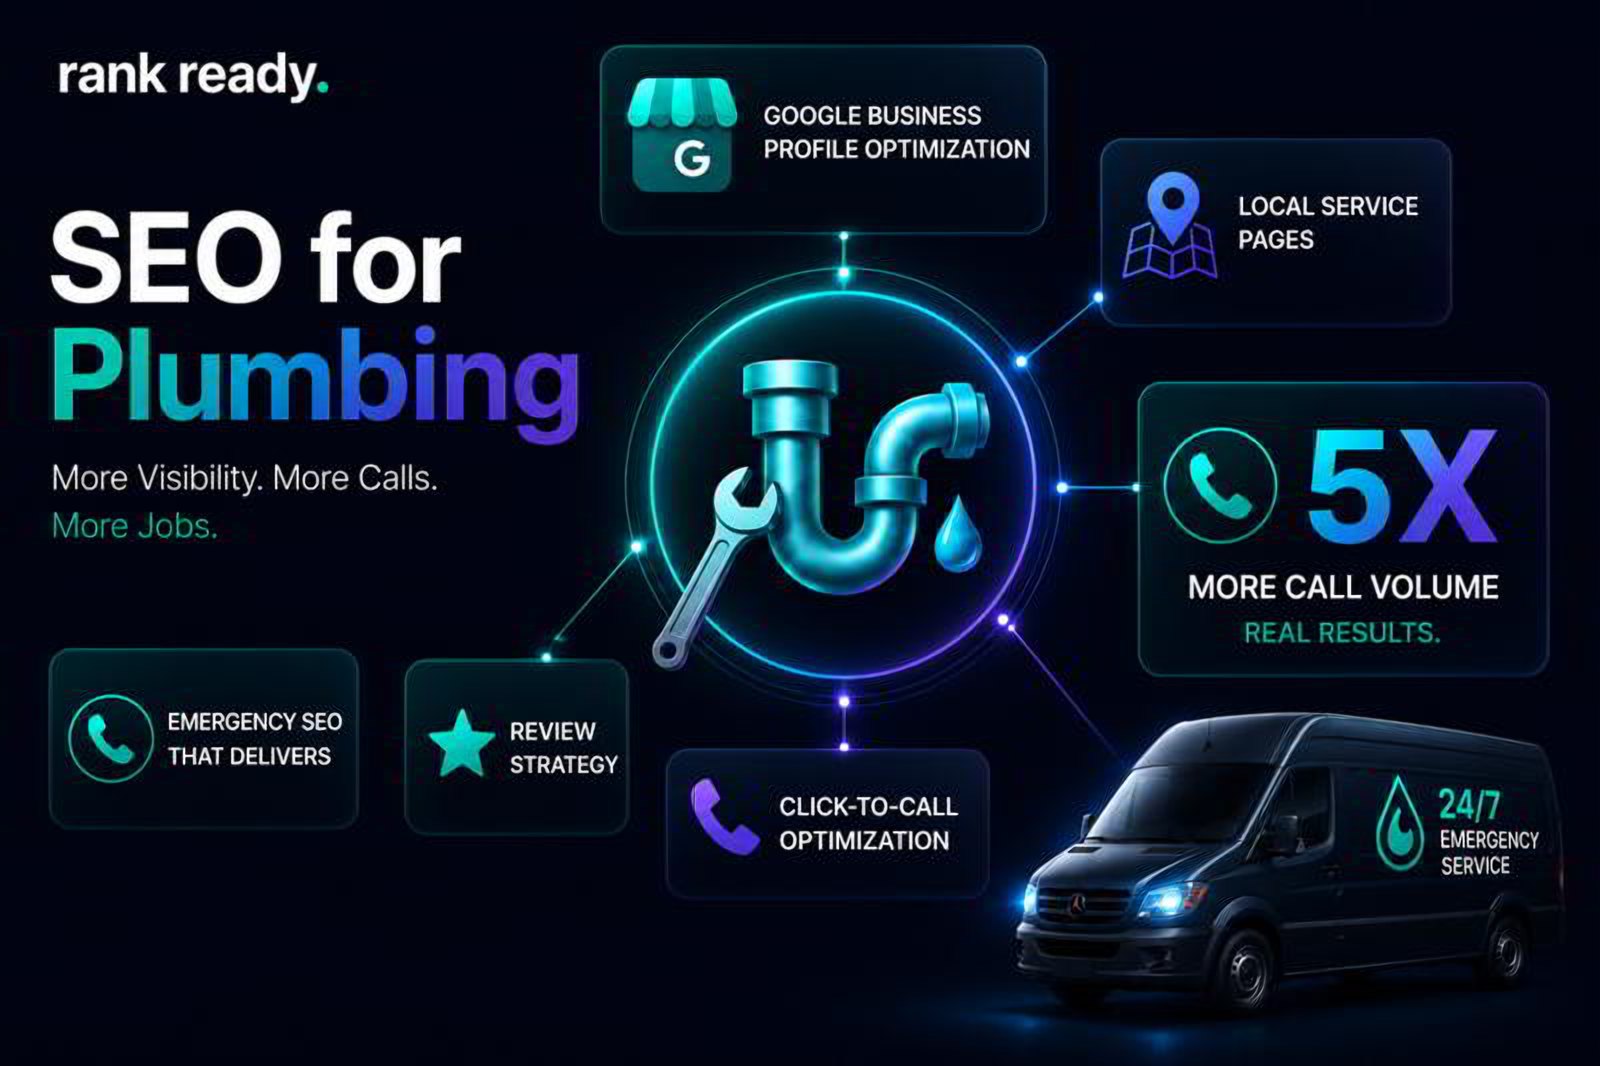 rank ready.
SEO for
Plumbing
More Visibility. More Calls.
More Jobs.
GOOGLE BUSINESS
PROFILE OPTIMIZATION
G
LOCAL SERVICE
PAGES
5X
MORE CALL VOLUME
REAL RESULTS.
EMERGENCY SEO
THAT DELIVERS
REVIEW
STRATEGY
CLICK-TO-CALL
OPTIMIZATION
24/7
EMERGENCY
SERVICE